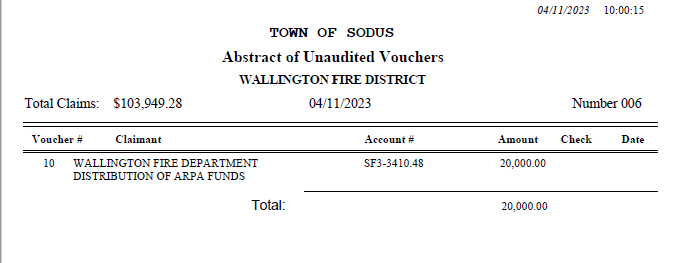 04/11/2023 10:00:15
TOWN OF SODUS
Abstract of Unaudited Vouchers
WALLINGTON FIRE DISTRICT
Total Claims: $103,949.28 04/11/2023 Number 006
Voucher # Claimant Account # Amount Check Date
10 WALLINGTON FIRE DEPARTMENT SF3-3410.48 20,000.00
DISTRIBUTION OF ARPA FUNDS
Total: 20,000.00